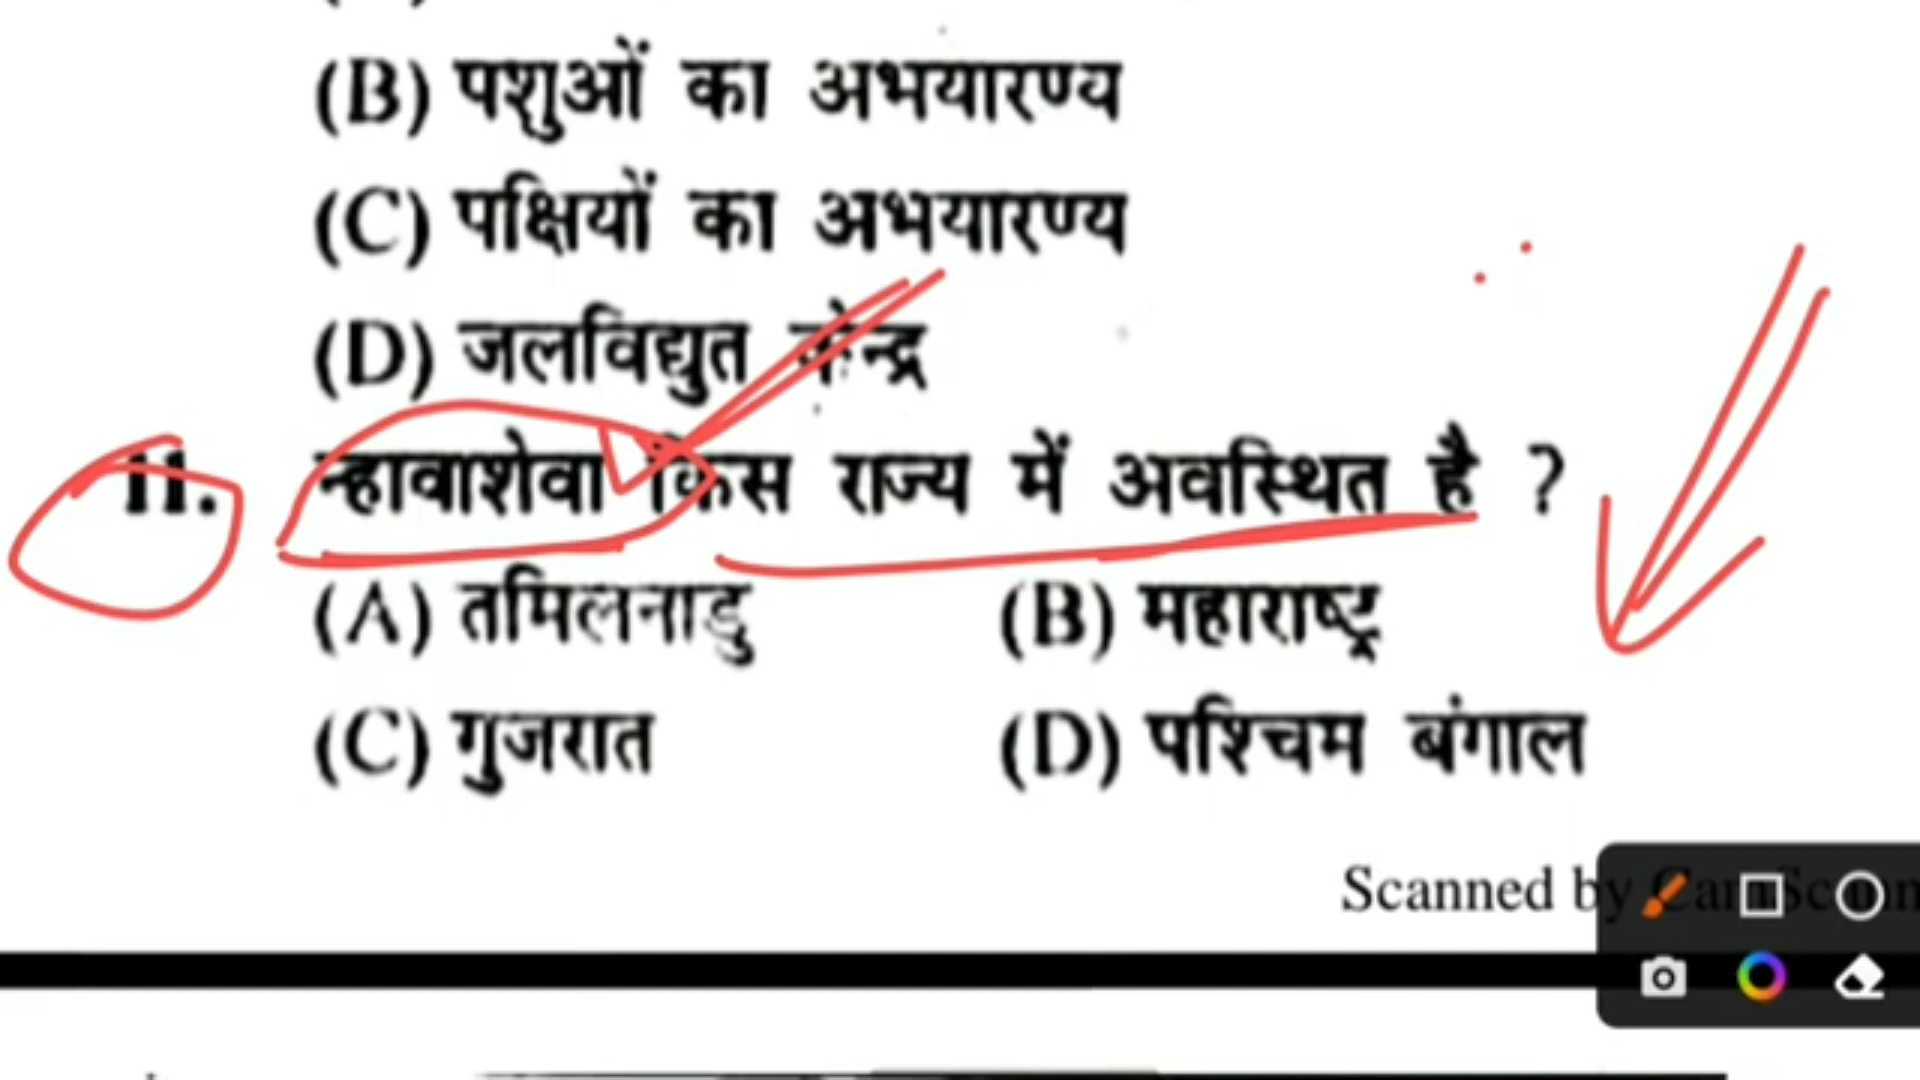 (B) पशुओं का अभयारण्य
(C) पक्षियों का अभयारण्य
(D) जलविद्युत केन्द्र
11. न्हावाशेवा किस राज्य में अवस्थित है ?
(A) तमिलनाडु (B) महाराष्ट्र
(C) गुजरात (D) पश्चिम बंगाल
Scanned by